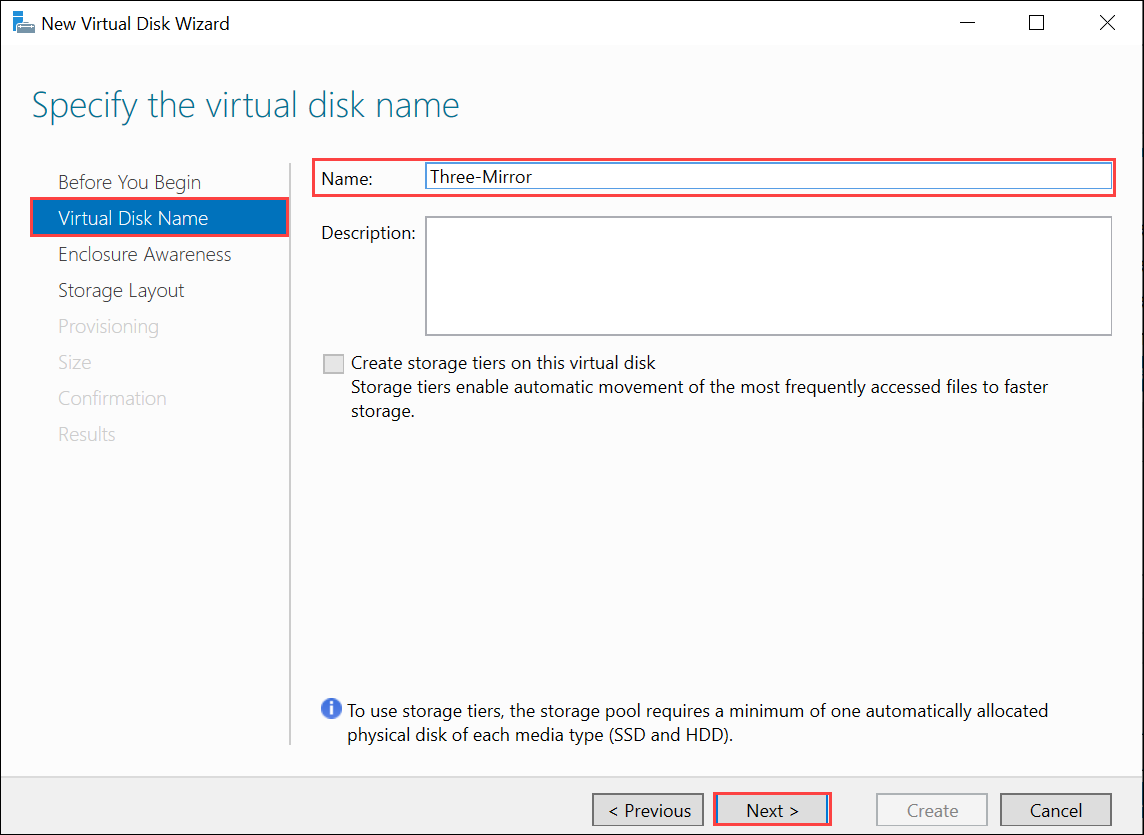 New Virtual Disk Wizard
Specify the virtual disk name
Before You Begin
Virtual Disk Name
Enclosure Awareness
Storage Layout
Provisioning
Size
Confirmation
Results
Name:
Three-Mirror
Description:
Create storage tiers on this virtual disk
Storage tiers enable automatic movement of the most frequently accessed files to faster
storage.
To use storage tiers, the storage pool requires a minimum of one automatically allocated
physical disk of each media type (SSD and HDD).
< Previous
Next >
Create
Cancel